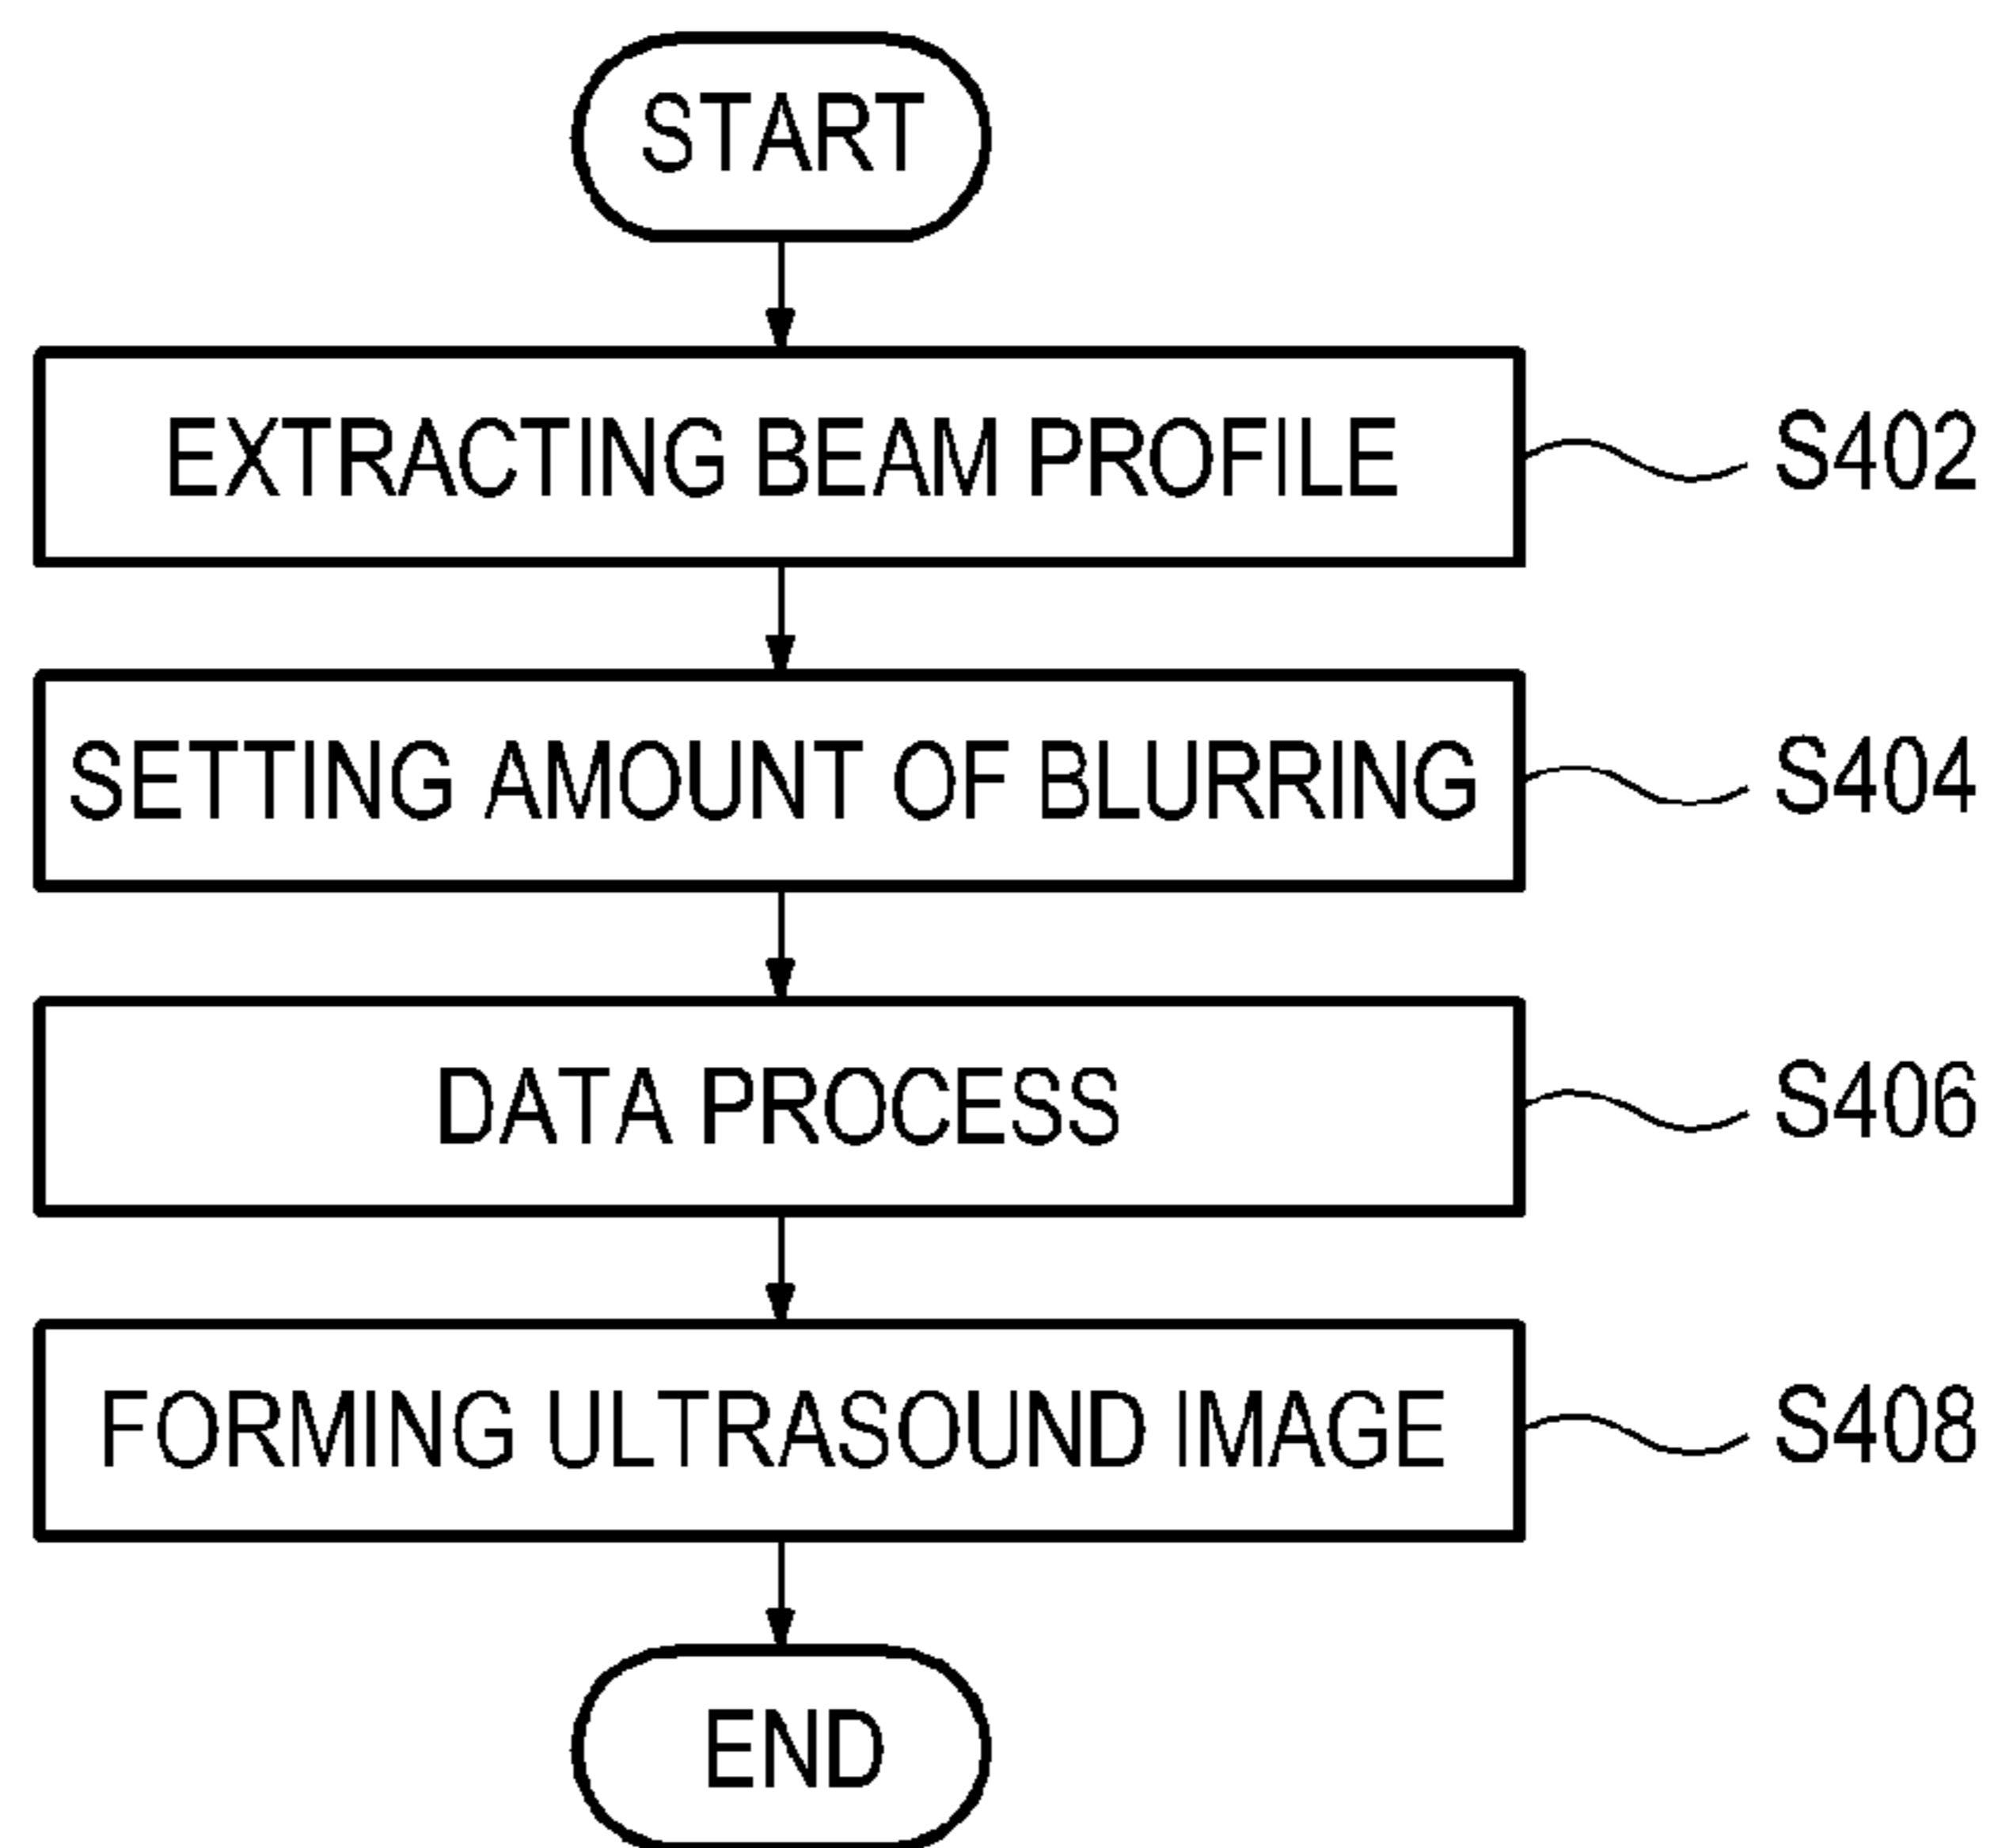 START
EXTRACTING BEAM PROFILE
S402
SETTING AMOUNT OF BLURRING
S404
DATA PROCESS
S406
FORMING ULTRASOUND IMAGE
S408
END